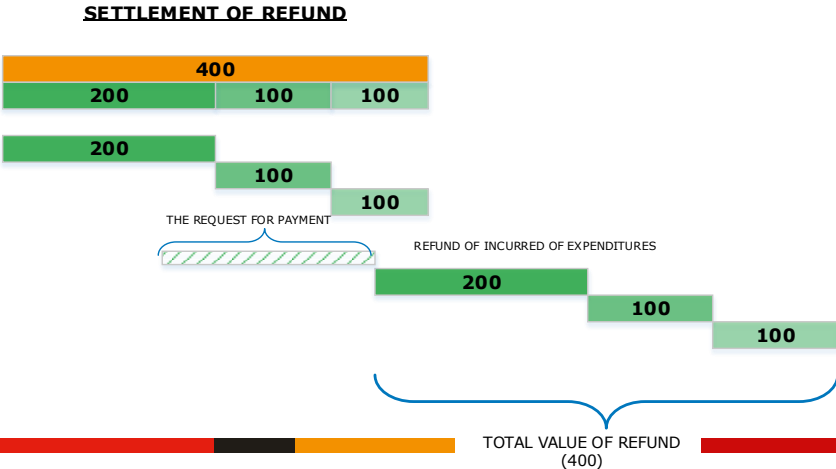 SETTLEMENT OF REFUND
400
200 100 100
200
100
100
THE REQUEST FOR PAYMENT
REFUND OF INCURRED OF EXPENDITURES
200
100
100
TOTAL VALUE OF REFUND
(400)